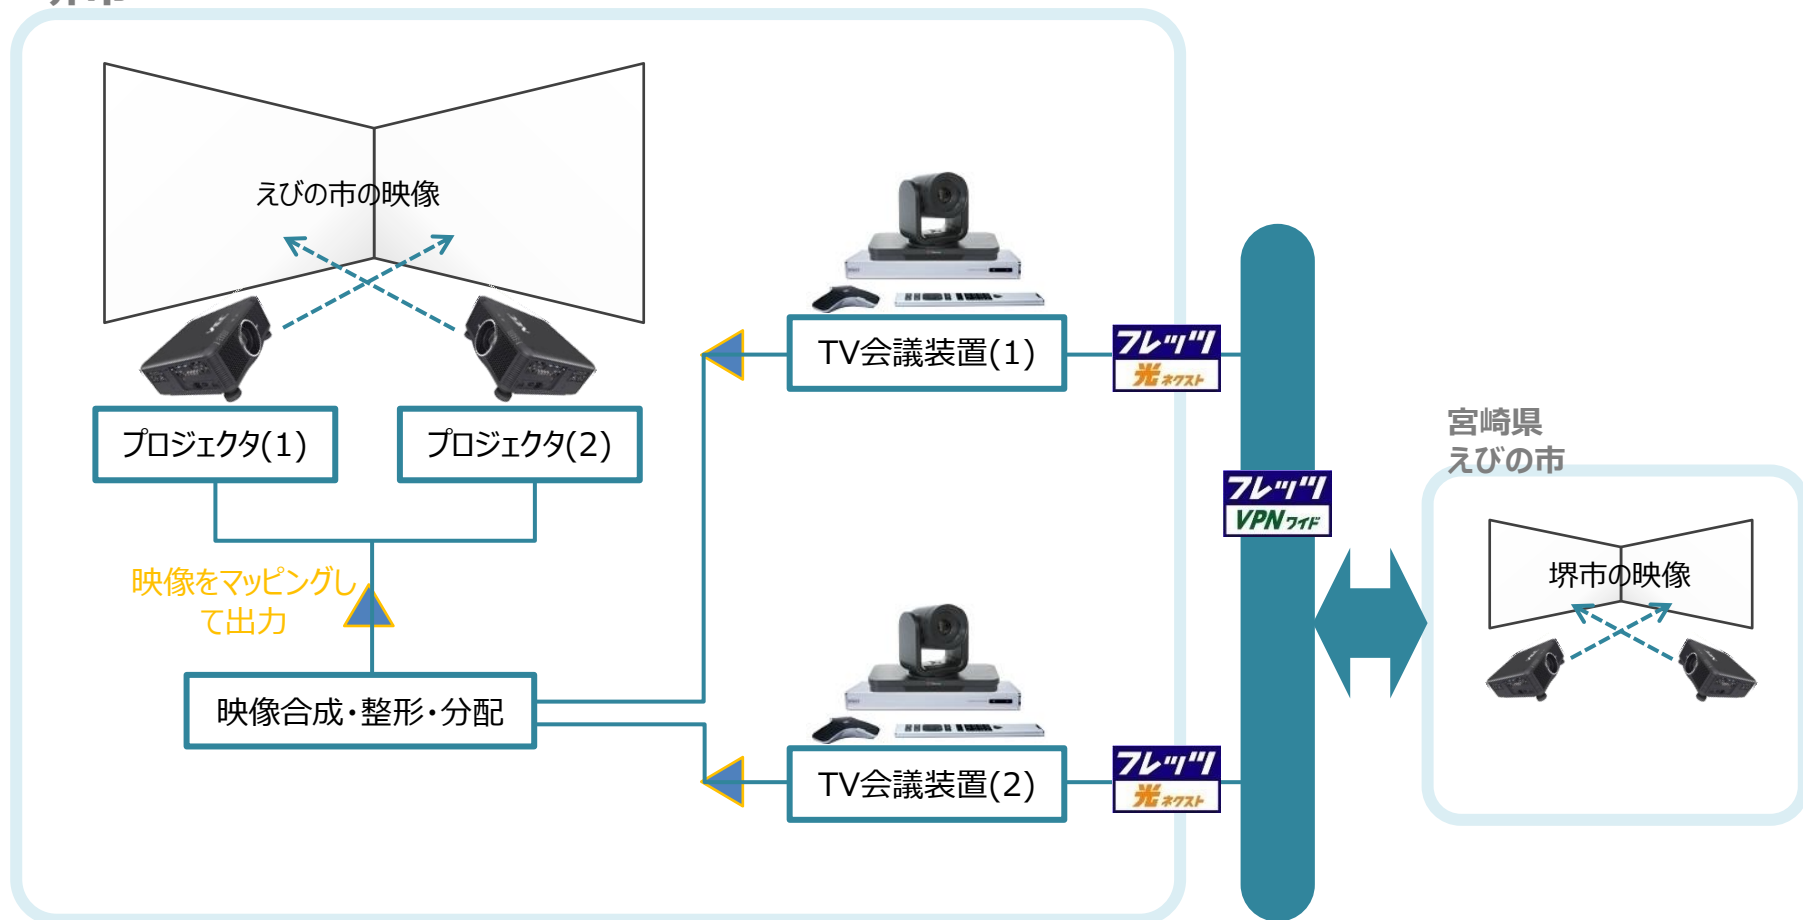 えびの市の映像
プロジェクタ(1)
プロジェクタ(2)
映像をマッピングし
て出力
映像合成・整形・分配
TV会議装置(1)
フレッツ
光ネクスト
TV会議装置(2)
フレッツ
光ネクスト
フレッツ
VPNワイド
宮崎県
えびの市
堺市の映像